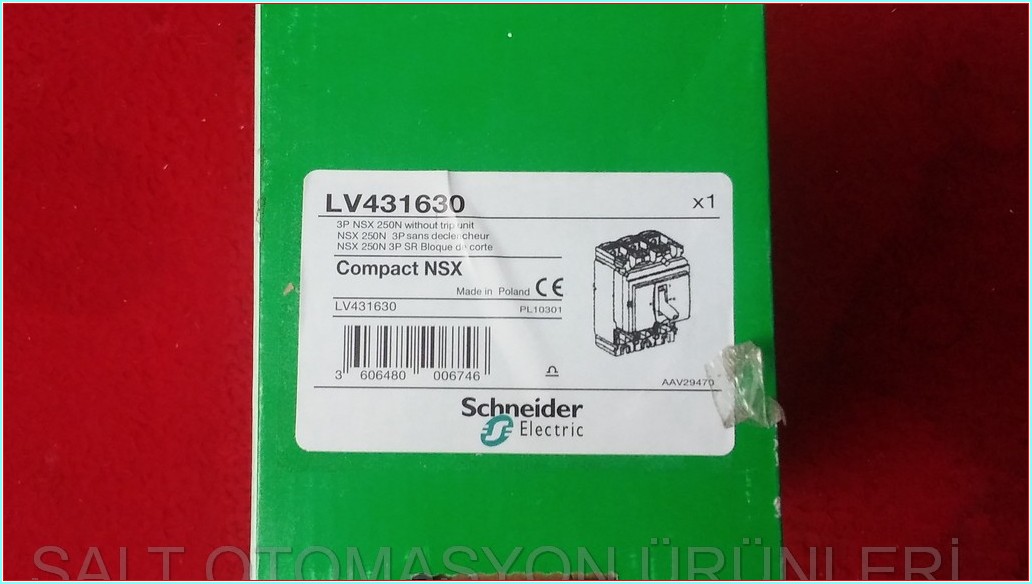 LV431630 x1
3P NSX 250N without trip unit
NSX 250N 3P sans declencheur
NSX 250N 3P SR Bloque de corte
Compact NSX
Made in Poland CE
LV431630 PL10301
3 606480 006746
AAV29470
Schneider
Electric
SALT OTOMASYON ÜRÜNLERİ